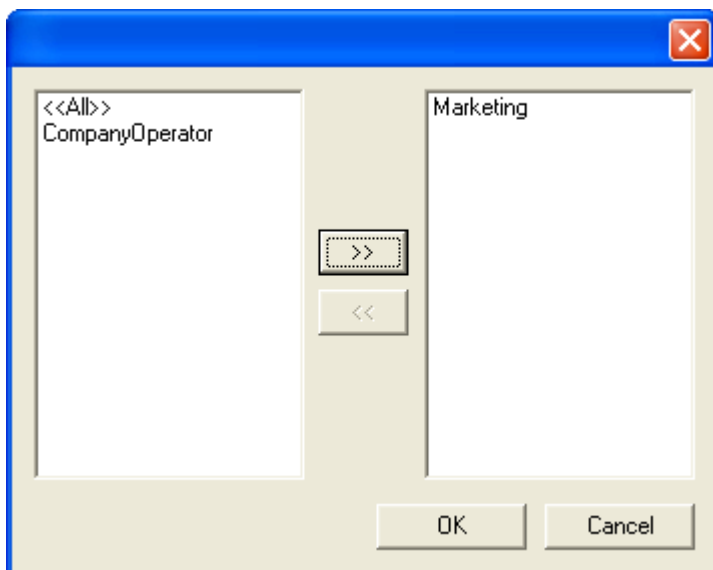 <<All>>
CompanyOperator
Marketing
>>
<<
OK
Cancel